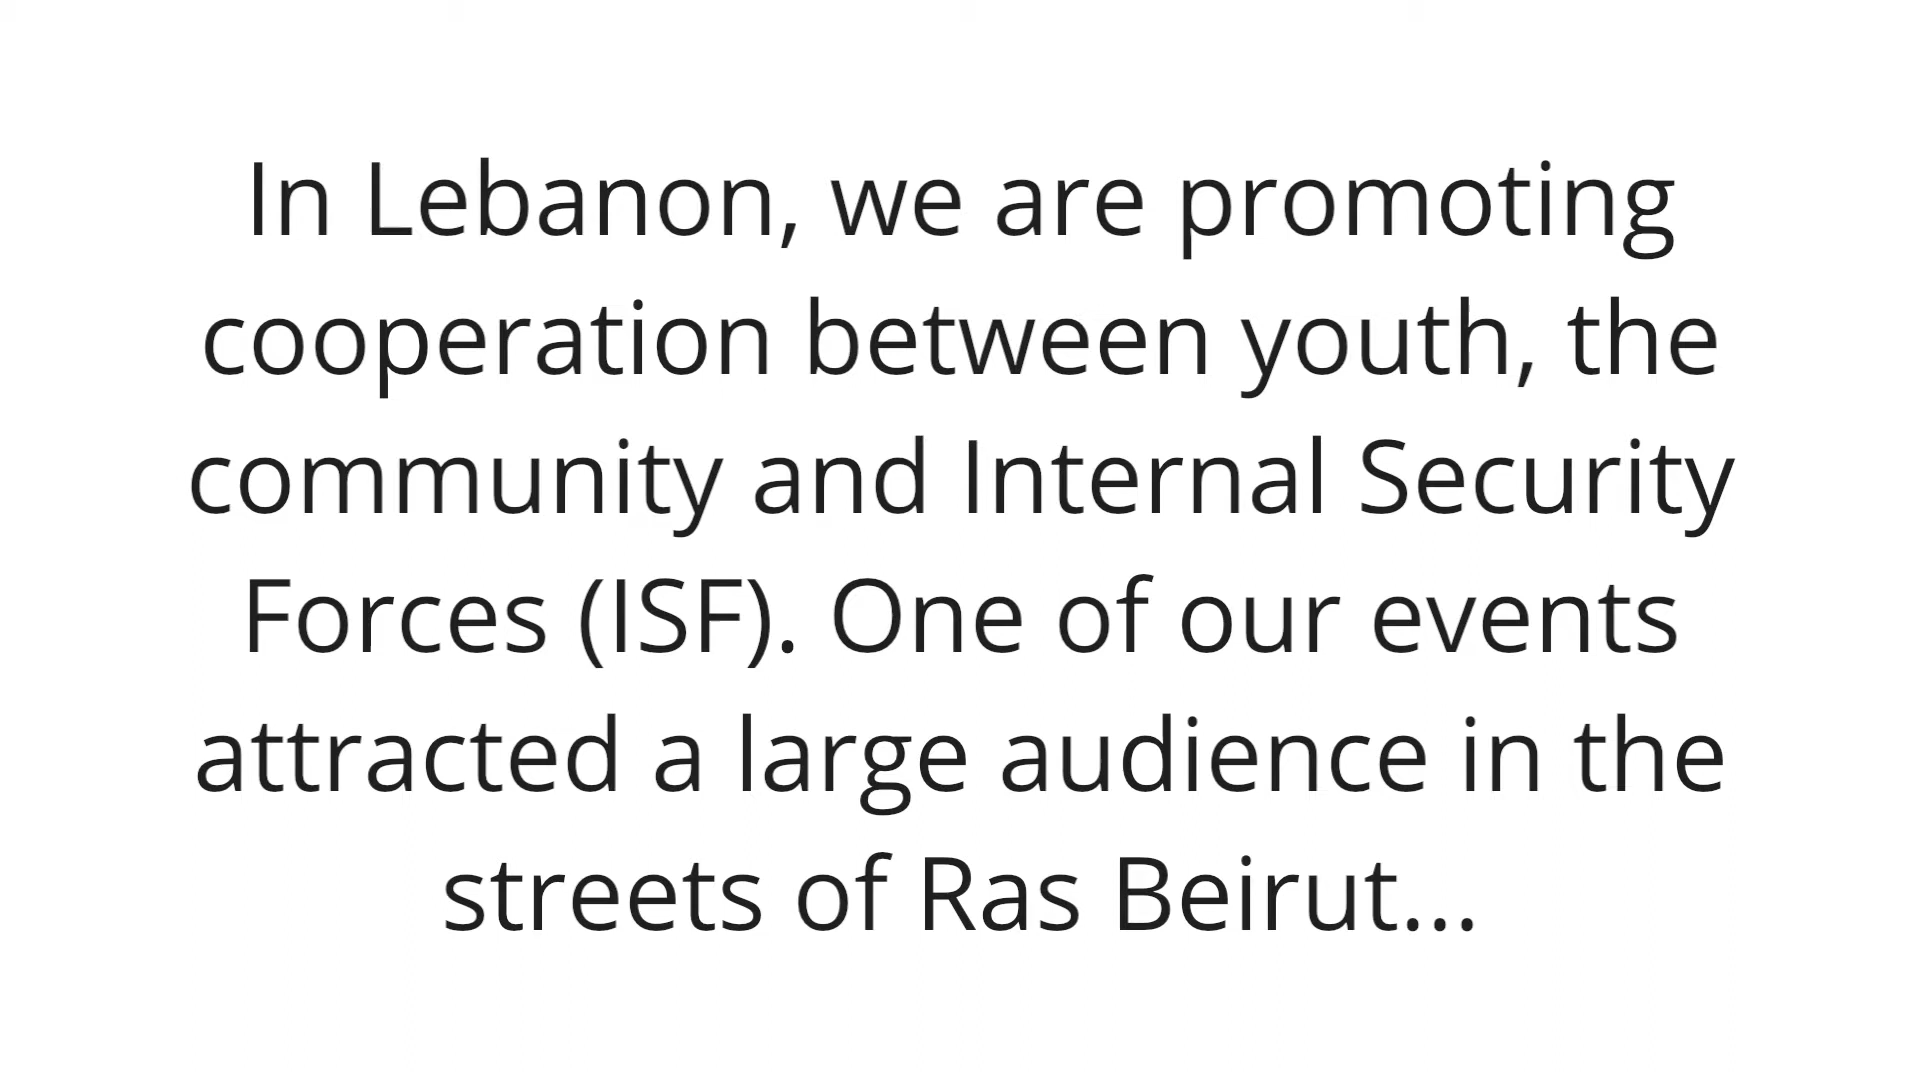 In Lebanon, we are promoting
cooperation between youth, the
community and Internal Security
Forces (ISF). One of our events
attracted a large audience in the
streets of Ras Beirut...